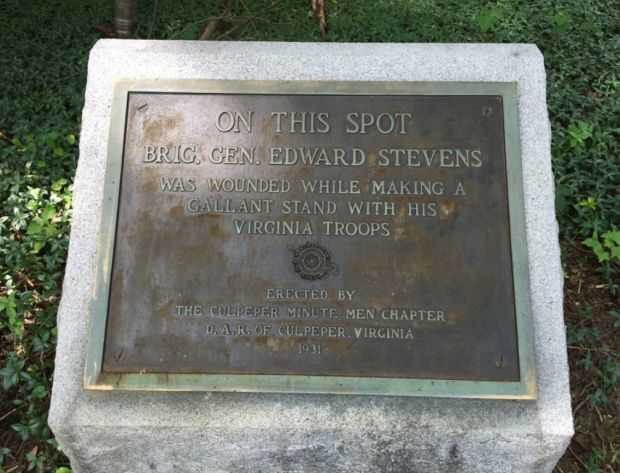 ON THIS SPOT
BRIG. GEN. EDWARD STEVENS
WAS WOUNDED WHILE MAKING A
GALLANT STAND WITH HIS
VIRGINIA TROOPS
ERECTED BY
THE CULPEPER MINUTE MEN CHAPTER
D.A.R. OF CULPEPER, VIRGINIA
1931